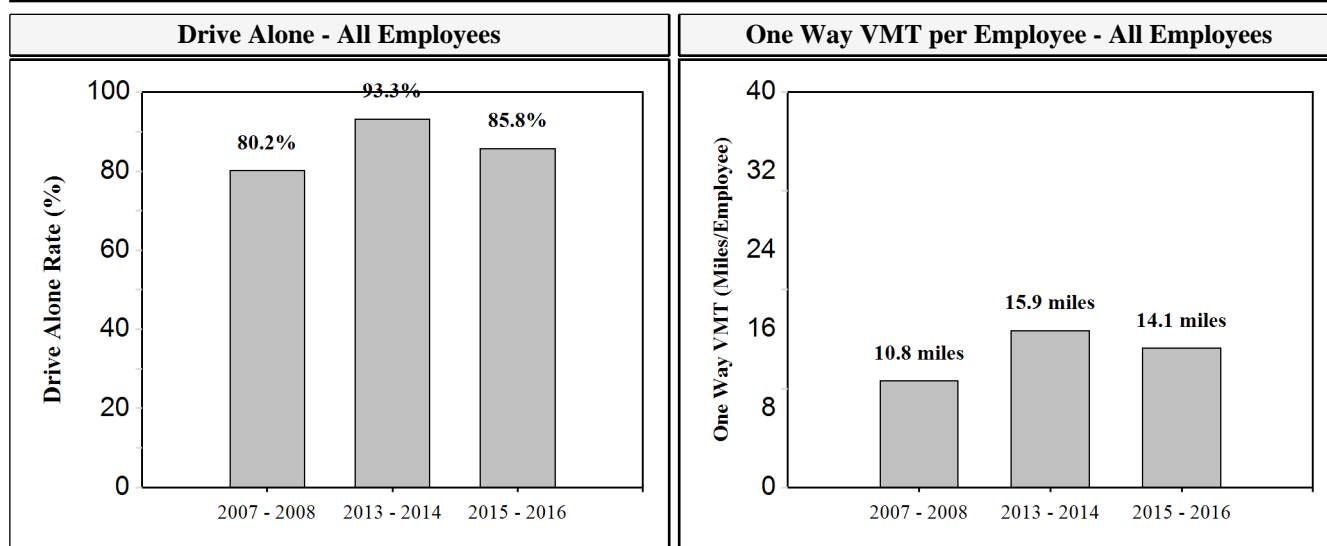 Drive Alone - All Employees
Drive Alone Rate (%)
100
80
60
40
20
0
80.2%
93.3%
85.8%
2007 - 2008
2013 - 2014
2015 - 2016
One Way VMT per Employee - All Employees
One Way VMT (Miles/Employee)
40
32
24
16
8
0
10.8 miles
15.9 miles
14.1 miles
2007 - 2008
2013 - 2014
2015 - 2016